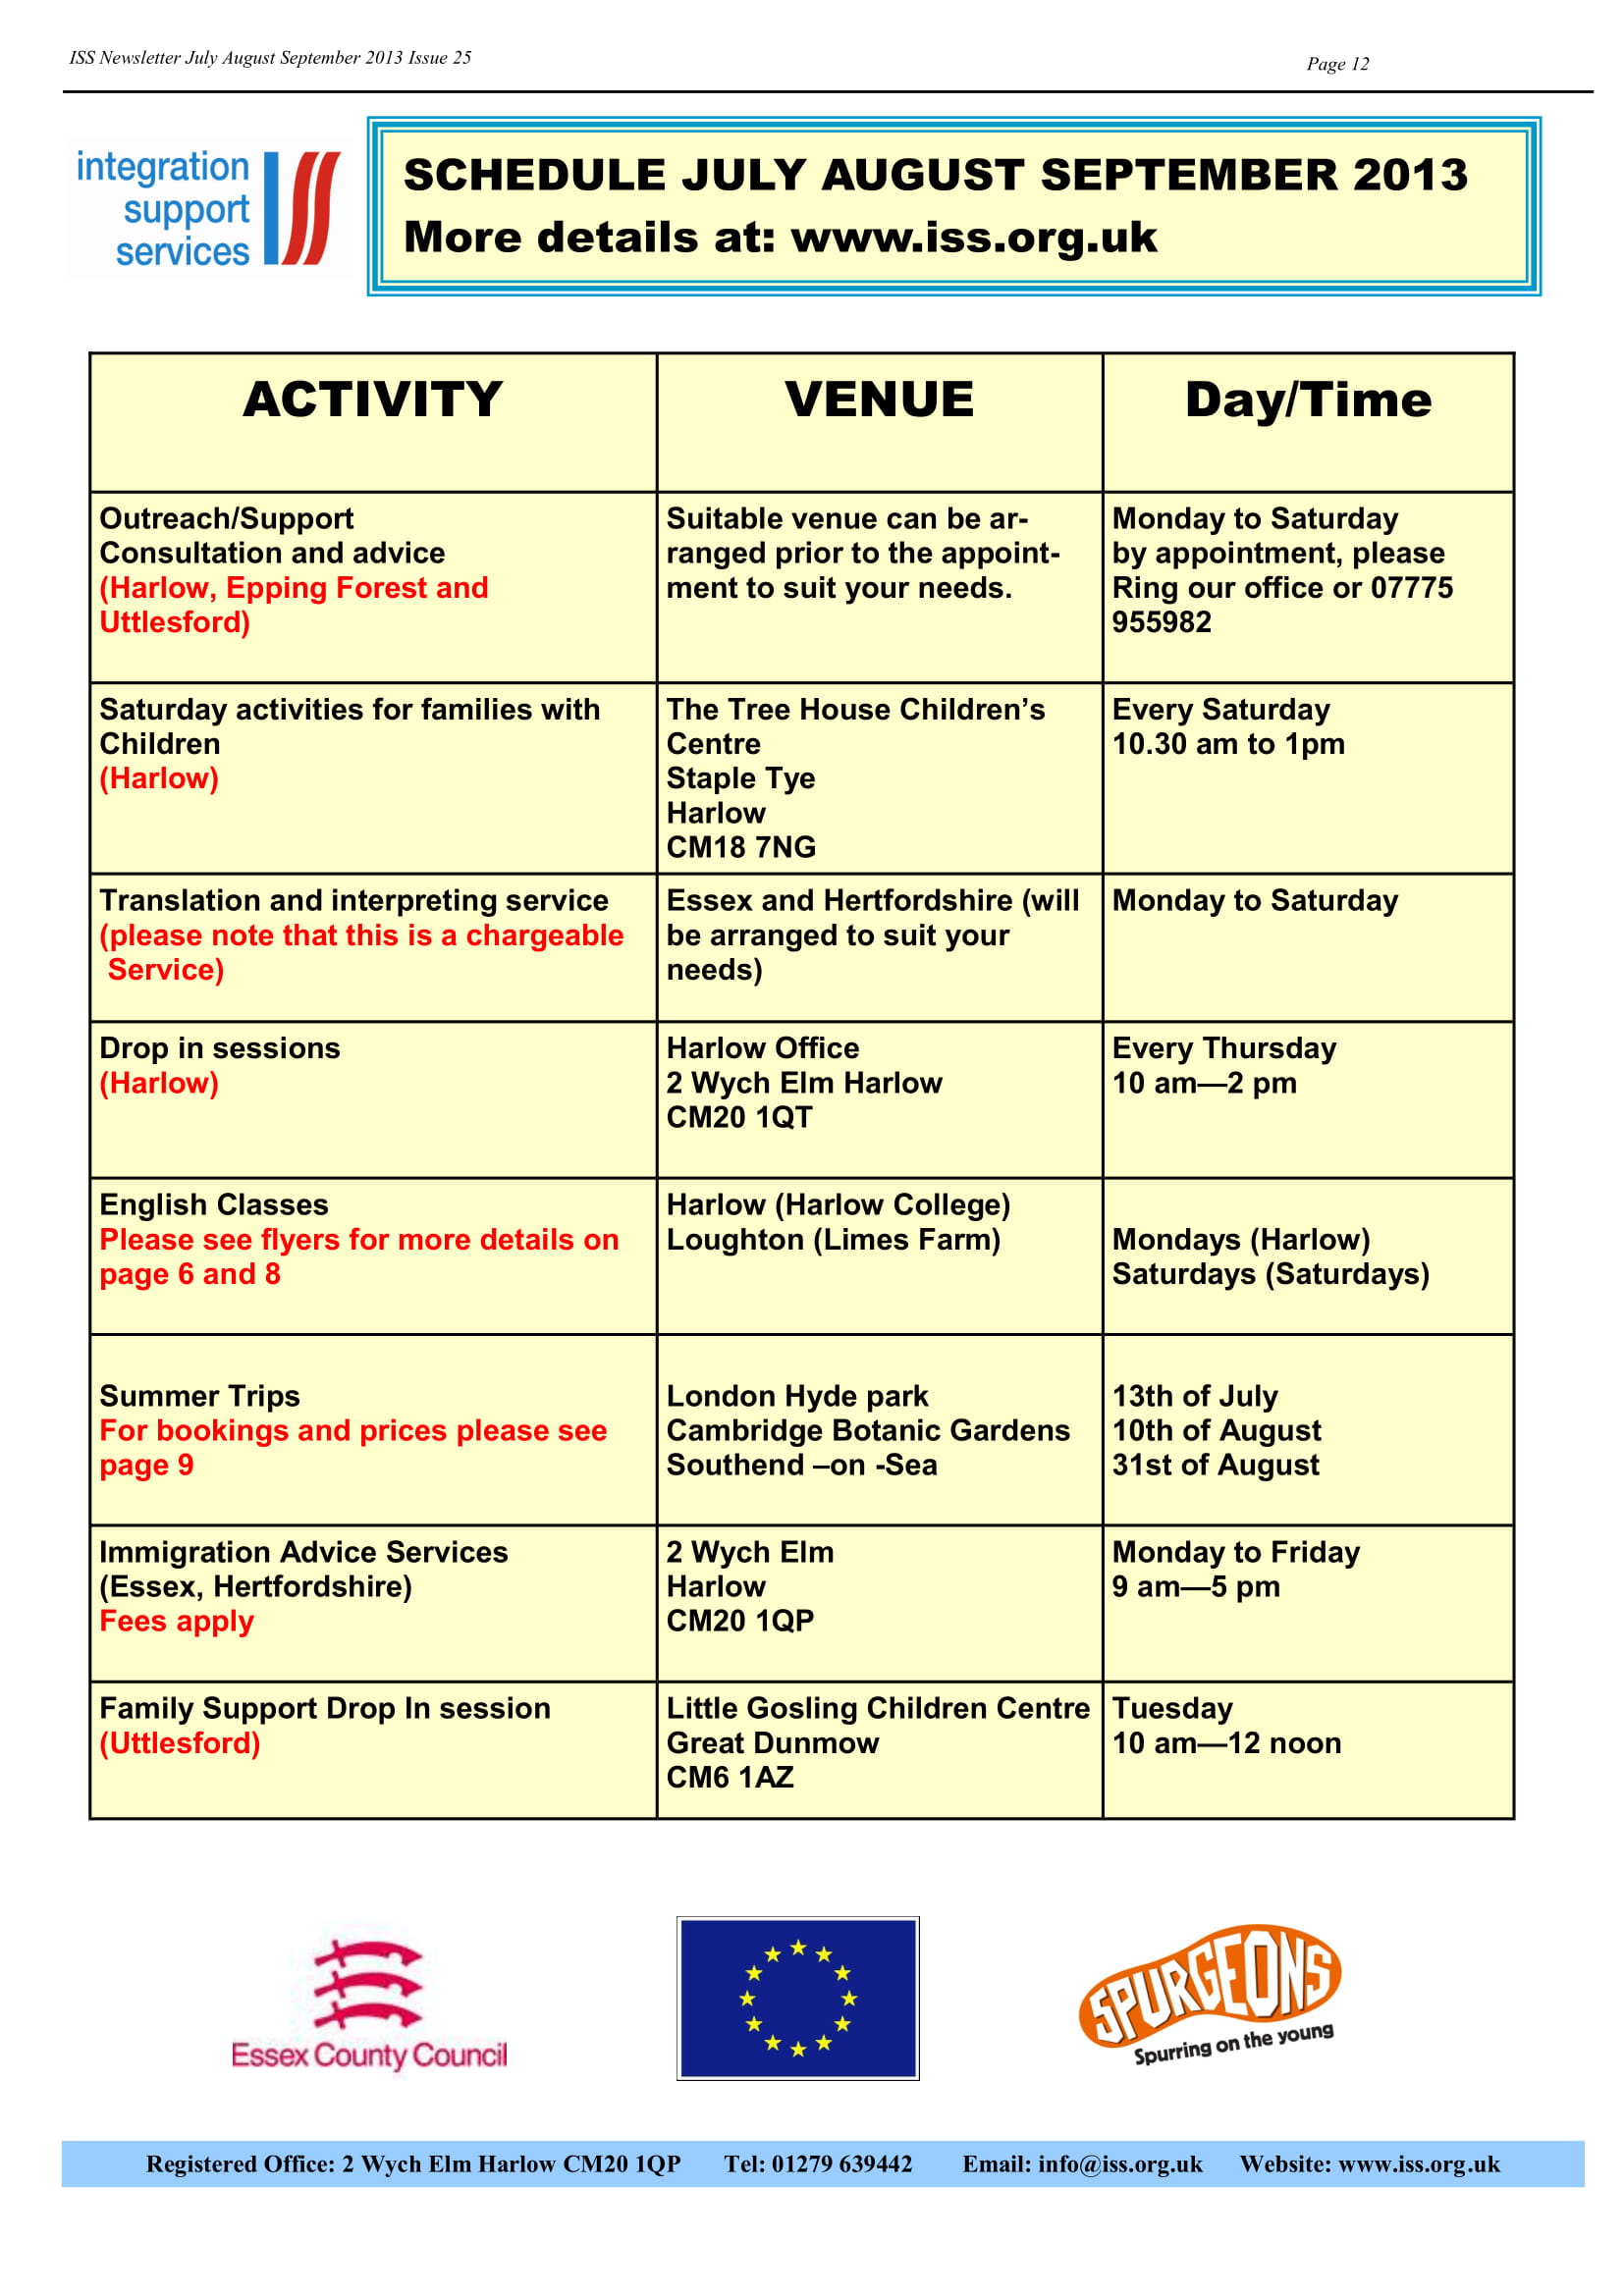 ISS Newsletter July August September 2013 Issue 25
Page 12
integration
support
services
SCHEDULE JULY AUGUST SEPTEMBER 2013
More details at: www.iss.org.uk
ACTIVITY
VENUE
Day/Time
Outreach/Support
Consultation and advice
(Harlow, Epping Forest and
Uttlesford)
Suitable venue can be ar-
ranged prior to the appoint-
ment to suit your needs.
Monday to Saturday
by appointment, please
Ring our office or 07775
955982
Saturday activities for families with
Children
(Harlow)
The Tree House Children’s
Centre
Staple Tye
Harlow
CM18 7NG
Every Saturday
10.30 am to 1pm
Translation and interpreting service
(please note that this is a chargeable
Service)
Essex and Hertfordshire (will
be arranged to suit your
needs)
Monday to Saturday
Drop in sessions
(Harlow)
Harlow Office
2 Wych Elm Harlow
CM20 1QT
Every Thursday
10 am—2 pm
English Classes
Please see flyers for more details on
page 6 and 8
Harlow (Harlow College)
Loughton (Limes Farm)
Mondays (Harlow)
Saturdays (Saturdays)
Summer Trips
For bookings and prices please see
page 9
London Hyde park
Cambridge Botanic Gardens
Southend –on -Sea
13th of July
10th of August
31st of August
Immigration Advice Services
(Essex, Hertfordshire)
Fees apply
2 Wych Elm
Harlow
CM20 1QP
Monday to Friday
9 am—5 pm
Family Support Drop In session
(Uttlesford)
Little Gosling Children Centre
Great Dunmow
CM6 1AZ
Tuesday
10 am—12 noon
Essex County Council
SPURGEONS
Spurring on the young
Registered Office: 2 Wych Elm Harlow CM20 1QP Tel: 01279 639442 Email: info@iss.org.uk Website: www.iss.org.uk